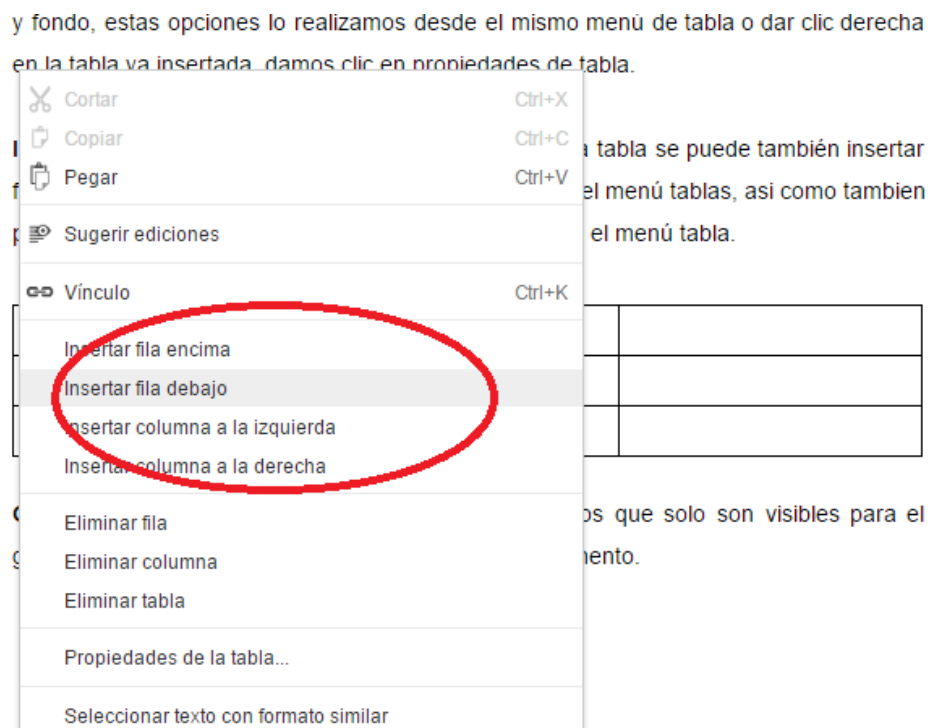 y fondo, estas opciones lo realizamos desde el mismo menú de tabla o dar clic derecha
en la tabla ya insertada, damos clic en propiedades de tabla.
Cortar Ctrl+X
Copiar Ctrl+C
tabla se puede también insertar
Pegar Ctrl+V
el menú tablas, asi como tambien
Sugerir ediciones
el menú tabla.
Vínculo Ctrl+K
Insertar fila encima
Insertar fila debajo
Insertar columna a la izquierda
Insertar columna a la derecha
que solo son visibles para el
Eliminar fila
Eliminar columna
Eliminar tabla
Propiedades de la tabla...
Seleccionar texto con formato similar